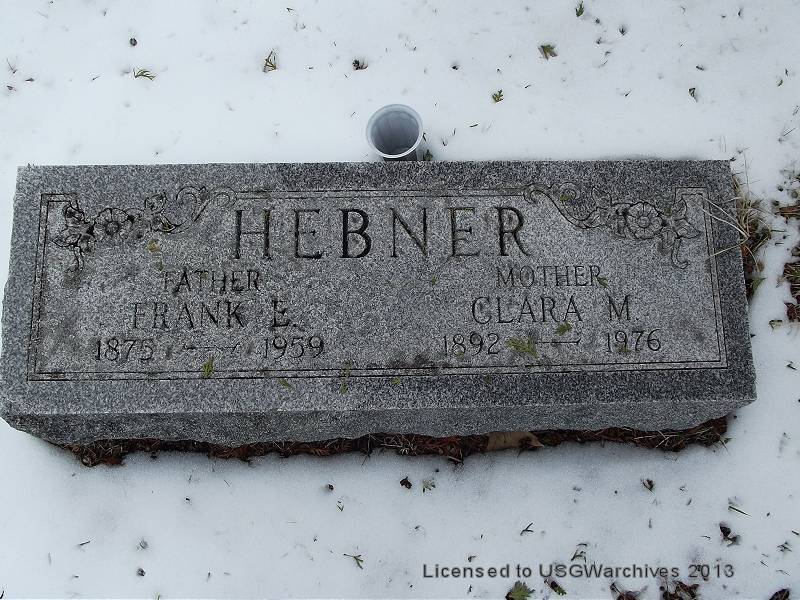 HEBNER
FATHER MOTHER
FRANK E. CLARA M.
1875 1959 1892 1976
Licensed to USGWarchives 2013